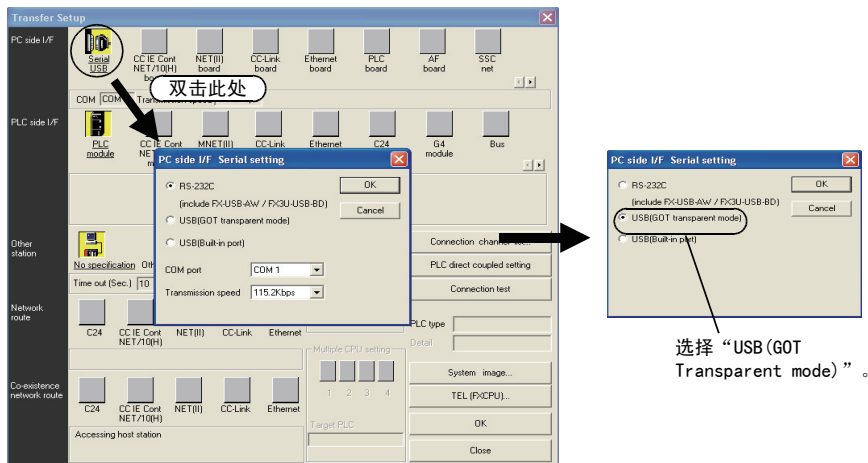 Transfer Setup
PC side I/F
Serial
USB
CC IE Cont
NET/10(H)
NET(II)
board
CC-Link
board
Ethernet
board
PLC
board
AF
board
SSC
net
双击此处
COM
PLC side I/F
PLC
module
CC IE Cont
MNET(II)
CC-Link
Ethernet
C24
G4
module
Bus
PC side I/F Serial setting
RS-232C
(include FX-USB-AW / FX3U-USB-BD)
USB(GOT transparent mode)
USB(Built-in port)
COM port
COM 1
Transmission speed
115.2Kbps
OK
Cancel
PC side I/F Serial setting
RS-232C
(include FX-USB-AW / FX3U-USB-BD)
USB(GOT transparent mode)
USB(Built-in port)
OK
Cancel
选择“USB(GOT
Transparent mode)”。
Other
station
No specification
Time out (Sec.)
10
Connection channel list...
PLC direct coupled setting
Connection test
PLC type
Detail
Network
route
C24
CC IE Cont
NET/10(H)
NET(II)
CC-Link
Ethernet
Multiple CPU setting
1 2 3 4
Target PLC
System image...
TEL (FXCPU)...
OK
Close
Co-existence
network route
C24
CC IE Cont
NET/10(H)
NET(II)
CC-Link
Ethernet
Accessing host station